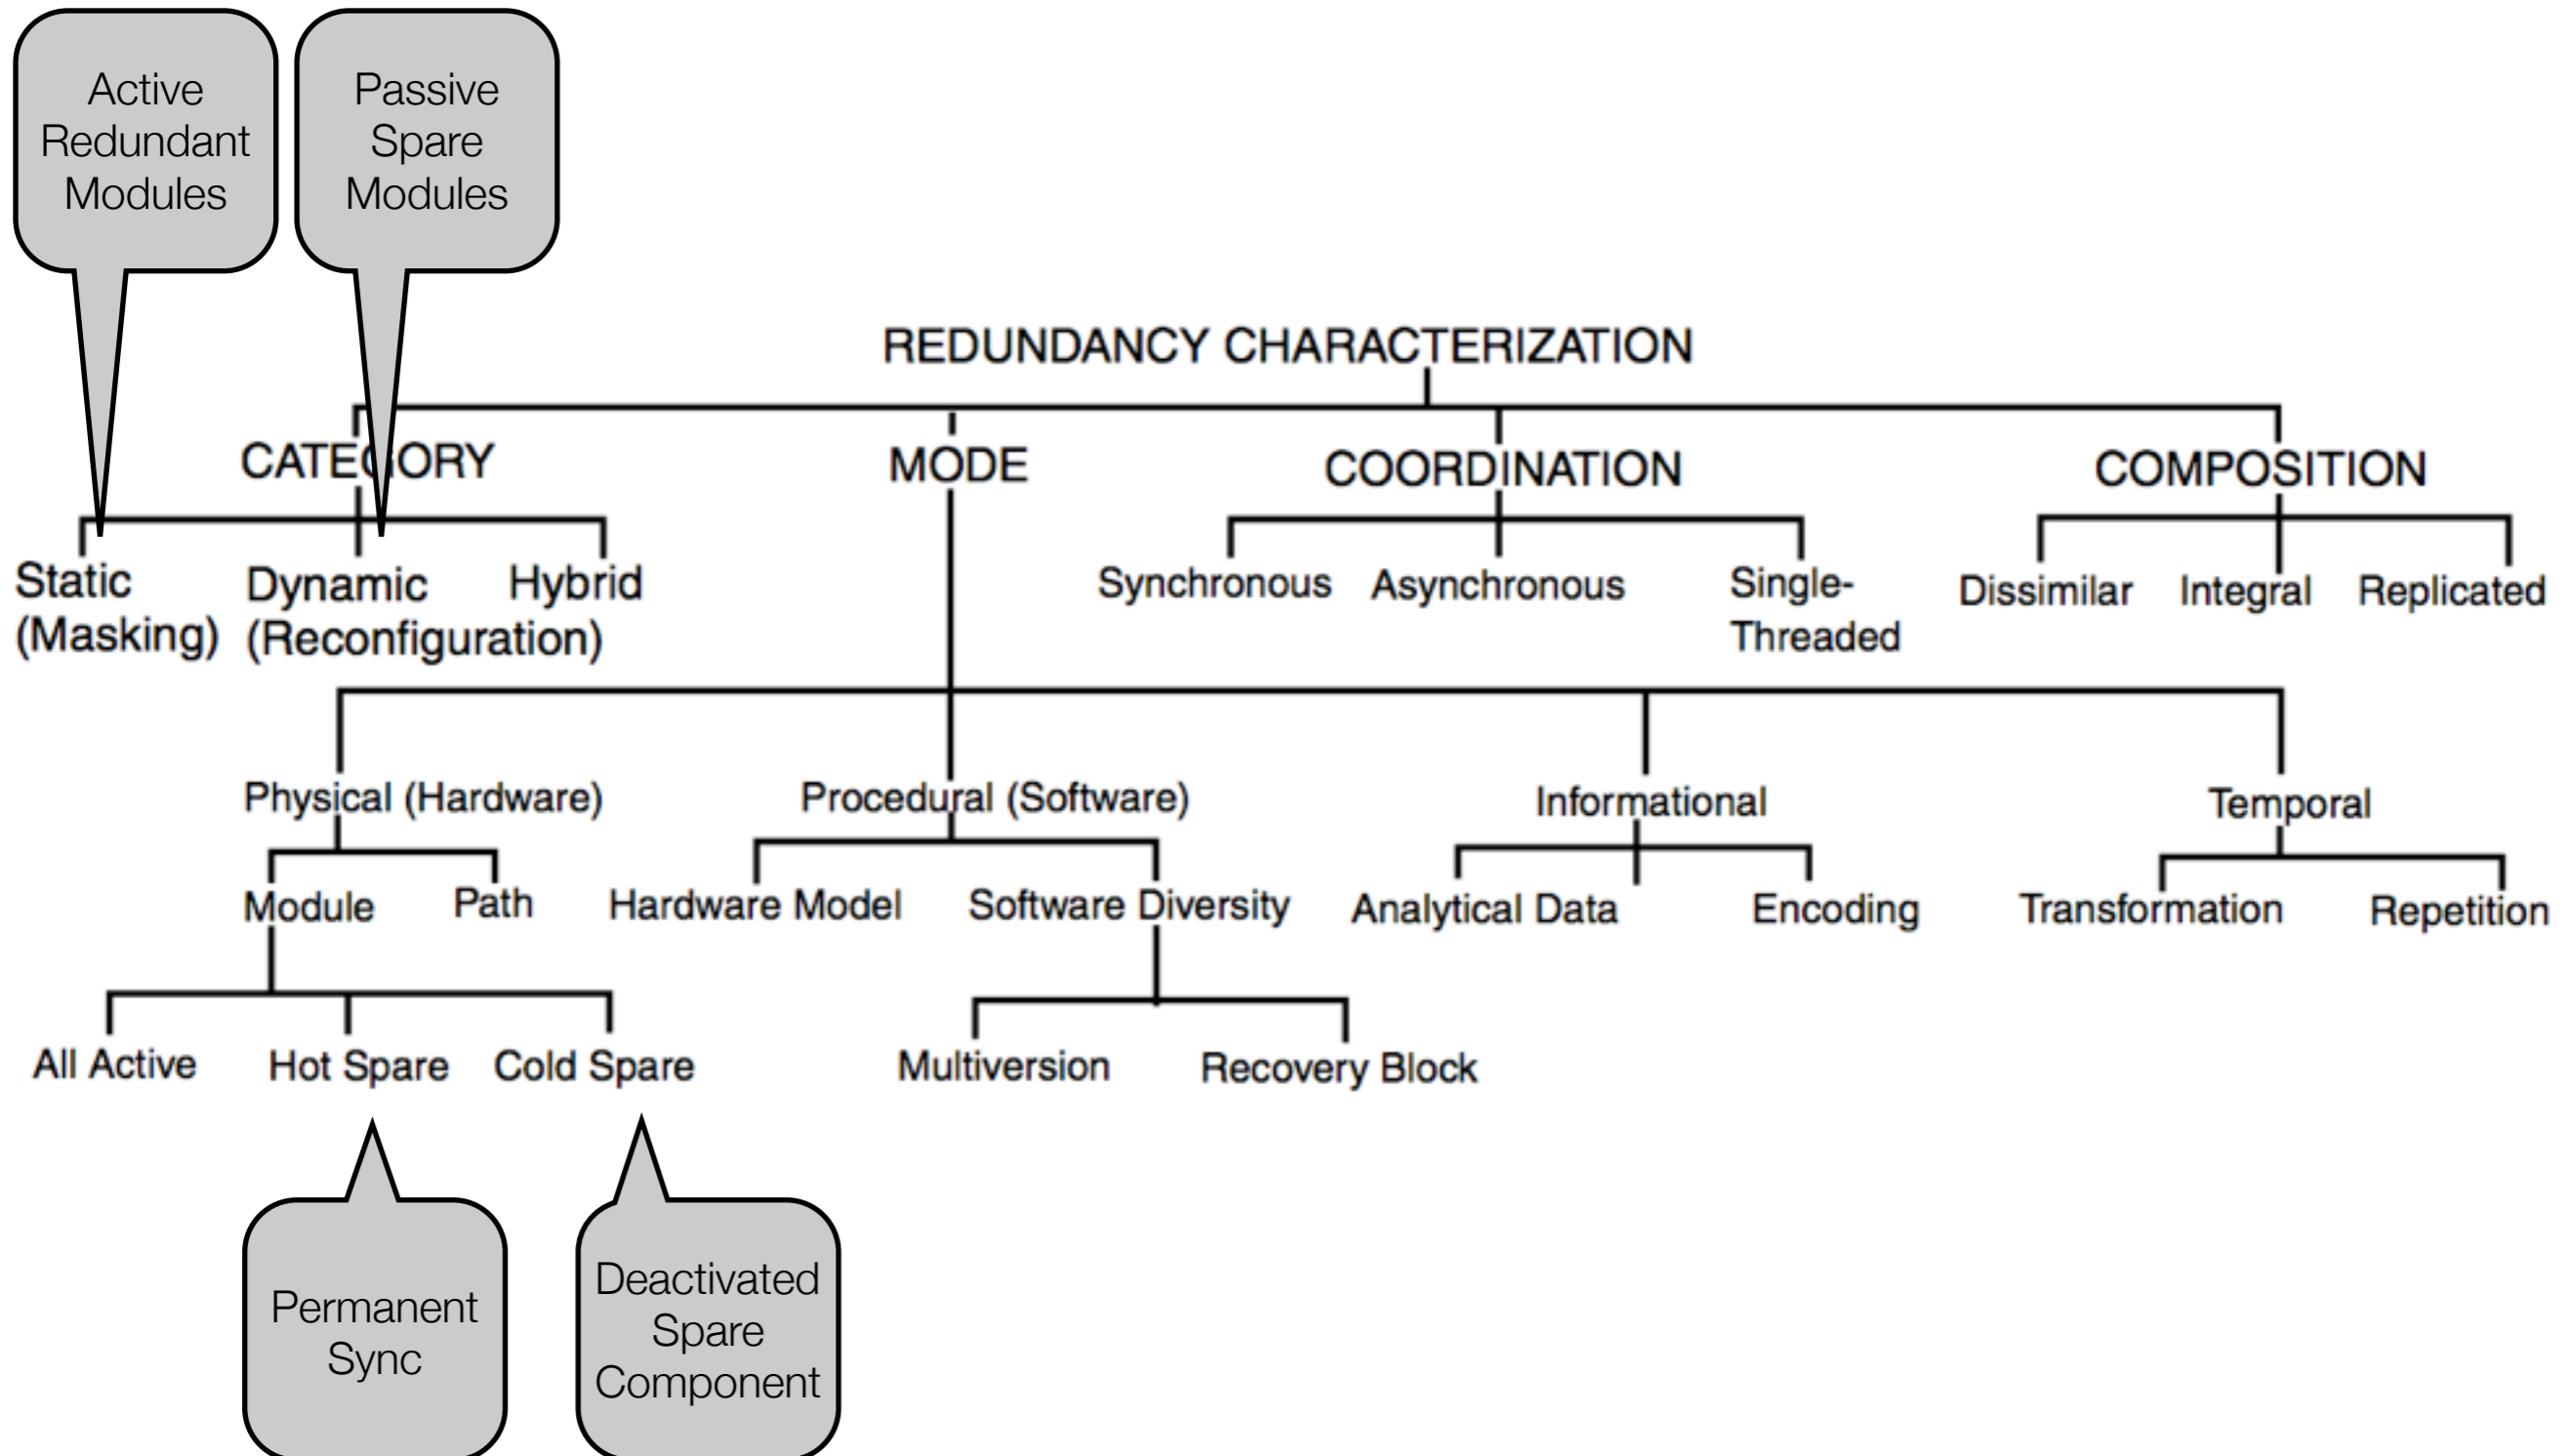 Active
Redundant
Modules
Passive
Spare
Modules
REDUNDANCY CHARACTERIZATION
CATEGORY
MODE
COORDINATION
COMPOSITION
Static
(Masking)
Dynamic
(Reconfiguration)
Hybrid
Synchronous
Asynchronous
Single-
Threaded
Dissimilar
Integral
Replicated
Physical (Hardware)
Procedural (Software)
Informational
Temporal
Module
Path
Hardware Model
Software Diversity
Analytical Data
Encoding
Transformation
Repetition
All Active
Hot Spare
Cold Spare
Multiversion
Recovery Block
Permanent
Sync
Deactivated
Spare
Component